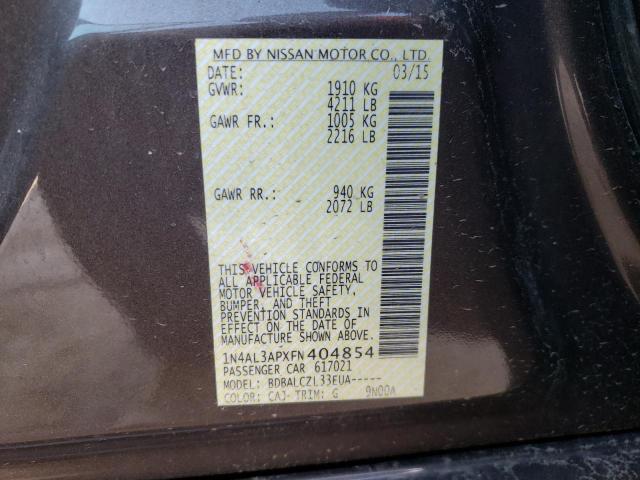 MFD BY NISSAN MOTOR CO., LTD.
DATE: 03/15
GVWR: 1910 KG
4211 LB
GAWR FR.: 1005 KG
2216 LB
GAWR RR.: 940 KG
2072 LB
THIS VEHICLE CONFORMS TO
ALL APPLICABLE FEDERAL
MOTOR VEHICLE SAFETY,
BUMPER, AND THEFT
PREVENTION STANDARDS IN
EFFECT ON THE DATE OF
MANUFACTURE SHOWN ABOVE.
1N4AL3APXFN404854
PASSENGER CAR 617021
MODEL: BDBALCZL33EUA-----
COLOR: CAJ- TRIM: G 9N00A